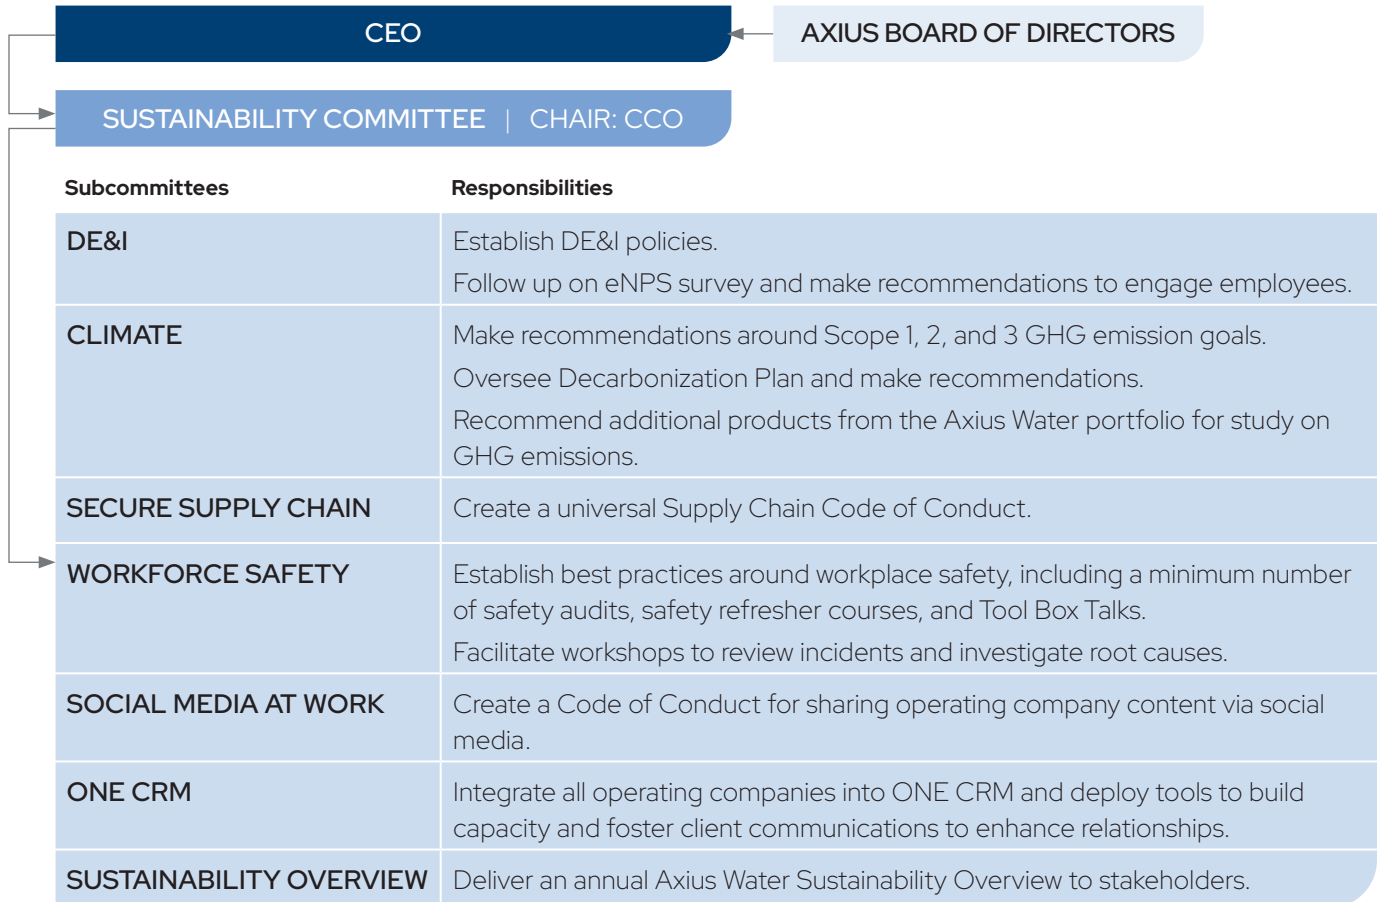 CEO
AXIUS BOARD OF DIRECTORS
SUSTAINABILITY COMMITTEE | CHAIR: CCO
Subcommittees
Responsibilities
DE&I
Establish DE&I policies.
Follow up on eNPS survey and make recommendations to engage employees.
CLIMATE
Make recommendations around Scope 1, 2, and 3 GHG emission goals.
Oversee Decarbonization Plan and make recommendations.
Recommend additional products from the Axius Water portfolio for study on
GHG emissions.
SECURE SUPPLY CHAIN
Create a universal Supply Chain Code of Conduct.
WORKFORCE SAFETY
Establish best practices around workplace safety, including a minimum number
of safety audits, safety refresher courses, and Tool Box Talks.
Facilitate workshops to review incidents and investigate root causes.
SOCIAL MEDIA AT WORK
Create a Code of Conduct for sharing operating company content via social
media.
ONE CRM
Integrate all operating companies into ONE CRM and deploy tools to build
capacity and foster client communications to enhance relationships.
SUSTAINABILITY OVERVIEW
Deliver an annual Axius Water Sustainability Overview to stakeholders.